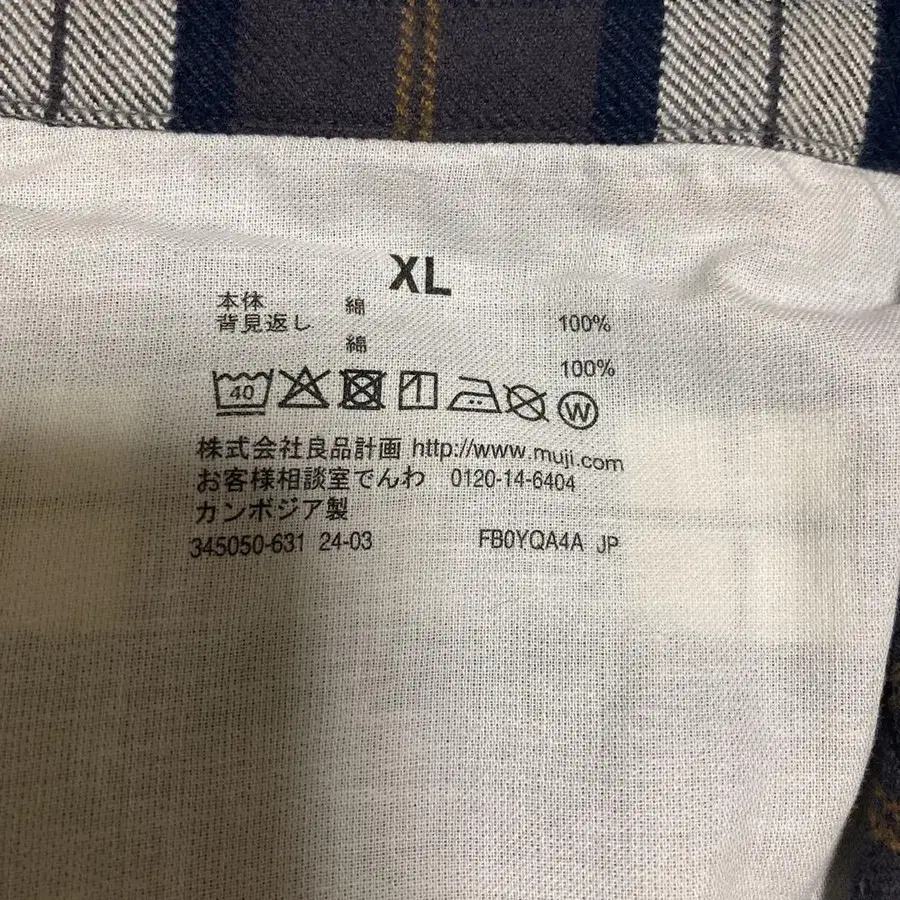 XL
本体 綿 100%
背見返し 綿 100%
40 W
株式会社良品計画 http://www.muji.com
お客様相談室でんわ 0120-14-6404
カンボジア製
345050-631 24-03 FB0YQA4A JP